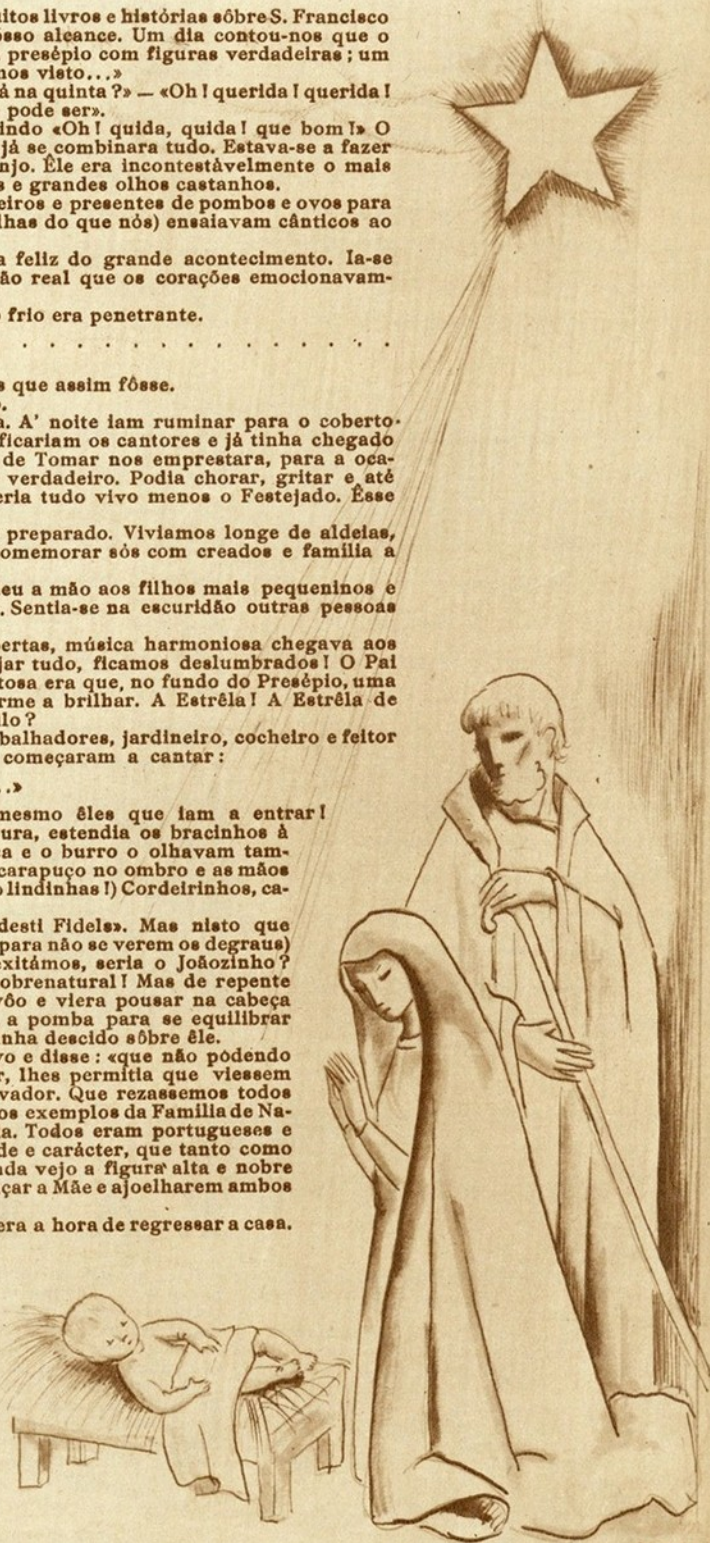 uitos livros e histórias sôbre S. Francisco
osso alcance. Um dia contou-nos que o
presépio com figuras verdadeiras; um
nos visto...»
á na quinta?» — «Oh! querida! querida!
pode ser».
indo «Oh! quida, quida! que bom!» O
já se combinara tudo. Estava-se a fazer
njo. Êle era incontestávelmente o mais
s e grandes olhos castanhos.
eiros e presentes de pombos e ovos para
lhas do que nós) ensaiavam cânticos ao
a feliz do grande acontecimento. Ia-se
ão real que os corações emocionavam-
frio era penetrante.
. . . . . . . . . . . . . .
s que assim fôsse.
.
a. A' noite iam ruminar para o coberto
ficariam os cantores e já tinha chegado
de Tomar nos emprestara, para a oca-
verdadeiro. Podia chorar, gritar e até
eria tudo vivo menos o Festejado. Êsse
preparado. Viviamos longe de aldeias,
omemorar sós com creados e família a
eu a mão aos filhos mais pequeninos e
. Sentia-se na escuridão outras pessoas
ertas, música harmoniosa chegava aos
jar tudo, ficamos deslumbrados! O Pai
tosa era que, no fundo do Presépio, uma
rme a brilhar. A Estrêla! A Estrêla de
lo?
balhadores, jardineiro, cocheiro e feitor
começaram a cantar:
..»
mesmo êles que iam a entrar!
ura, estendia os bracinhos à
a e o burro o olhavam tam-
carapuço no ombro e as mãos
lindinhas!) Cordeirinhos, ca-
desti Fidels». Mas nisto que
para não se verem os degraus)
exitámos, seria o Joãozinho?
obrenatural! Mas de repente
vôo e viera pousar na cabeça
a pomba para se equilibrar
nha descido sôbre êle.
vo e disse: «que não pòdendo
r, lhes permitia que viessem
vador. Que rezassemos todos
os exemplos da Familia de Na-
a. Todos eram portugueses e
de e carácter, que tanto como
nda vejo a figura alta e nobre
çar a Mãe e ajoelharem ambos
era a hora de regressar a casa.